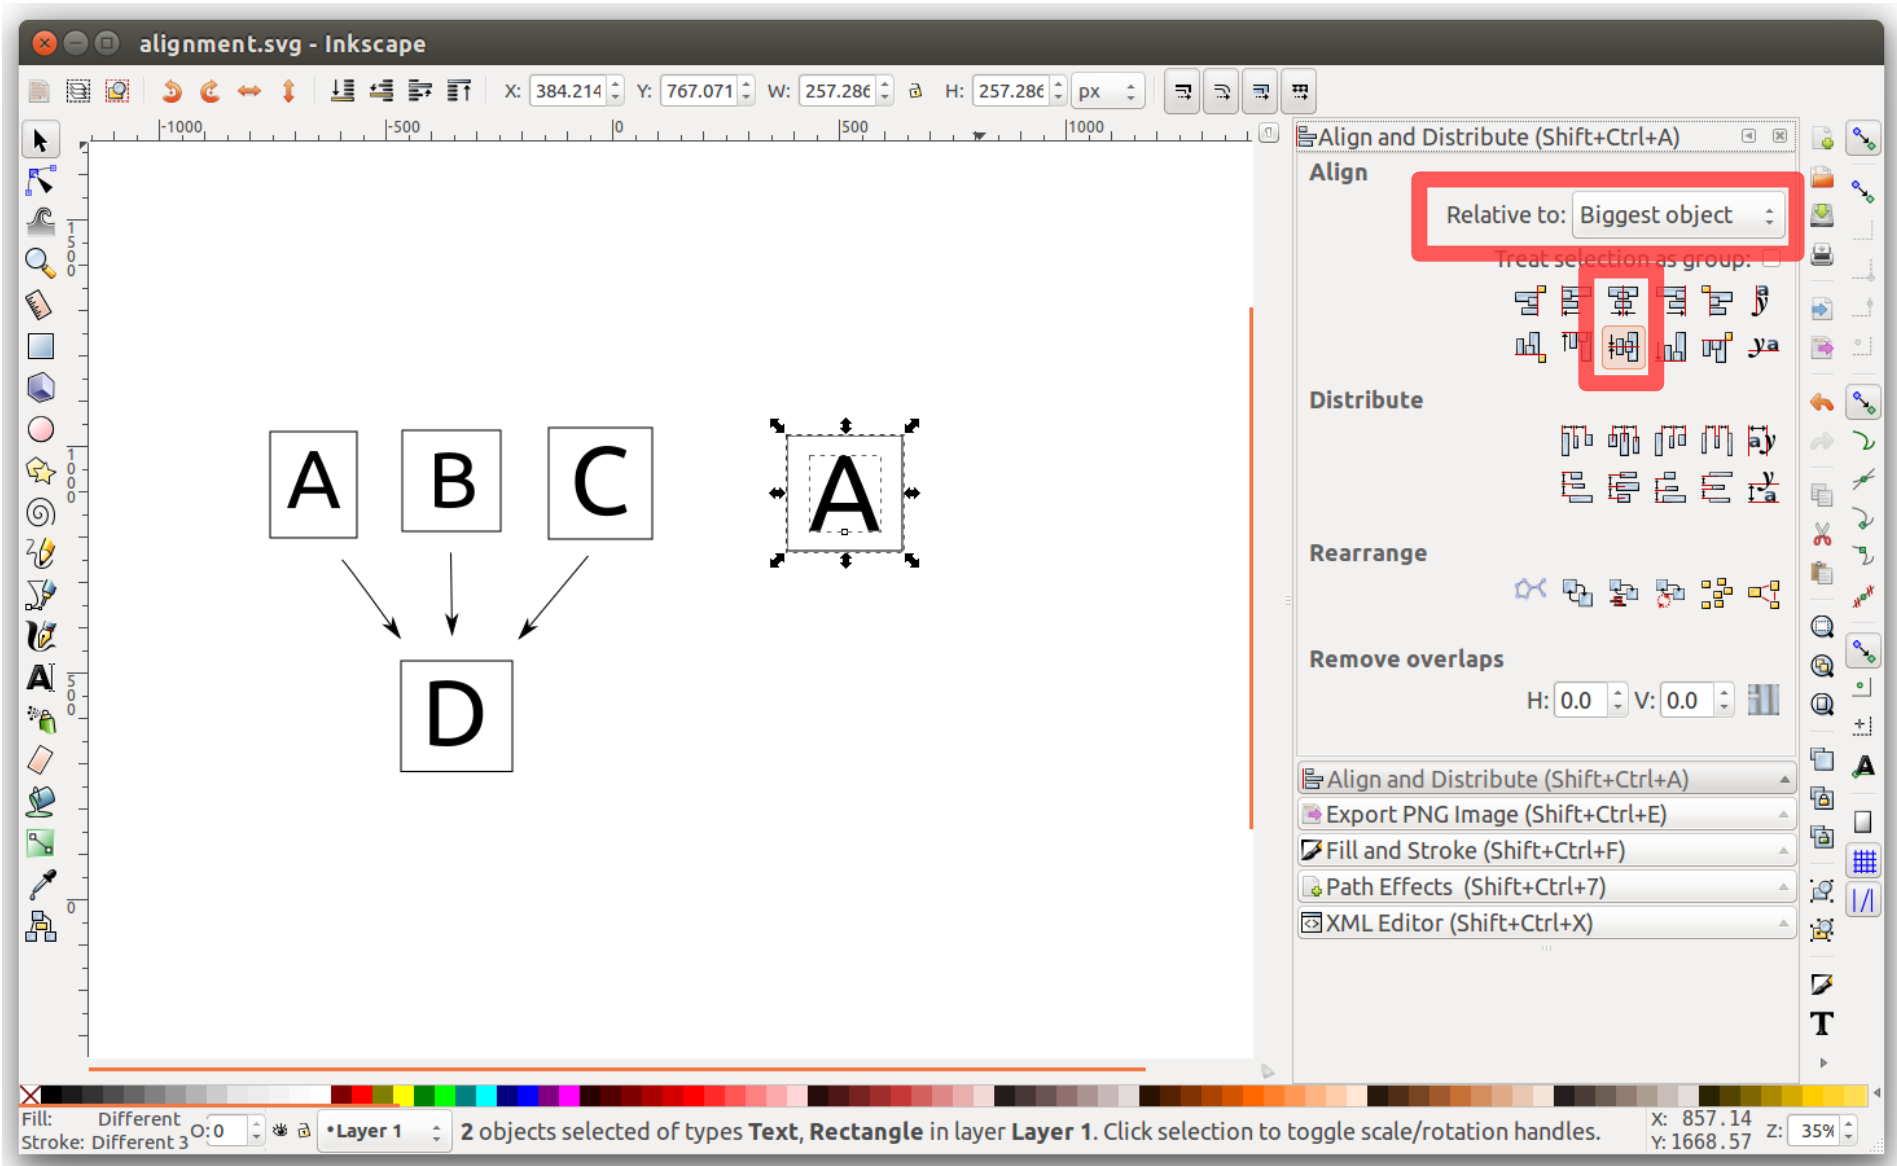 alignment.svg - Inkscape
X: 384.214 Y: 767.071 W: 257.286 H: 257.286 px
-1000 -500 0 500 1000
Align and Distribute (Shift+Ctrl+A)
Align
Relative to: Biggest object
Treat selection as group:
Distribute
Rearrange
Remove overlaps
H: 0.0 V: 0.0
Align and Distribute (Shift+Ctrl+A)
Export PNG Image (Shift+Ctrl+E)
Fill and Stroke (Shift+Ctrl+F)
Path Effects (Shift+Ctrl+7)
XML Editor (Shift+Ctrl+X)
1500
1000
500
0
A B C A
D
Fill: Different
Stroke: Different 3
O: 0
•Layer 1
2 objects selected of types Text, Rectangle in layer Layer 1. Click selection to toggle scale/rotation handles.
X: 857.14
Y: 1668.57
Z: 35%